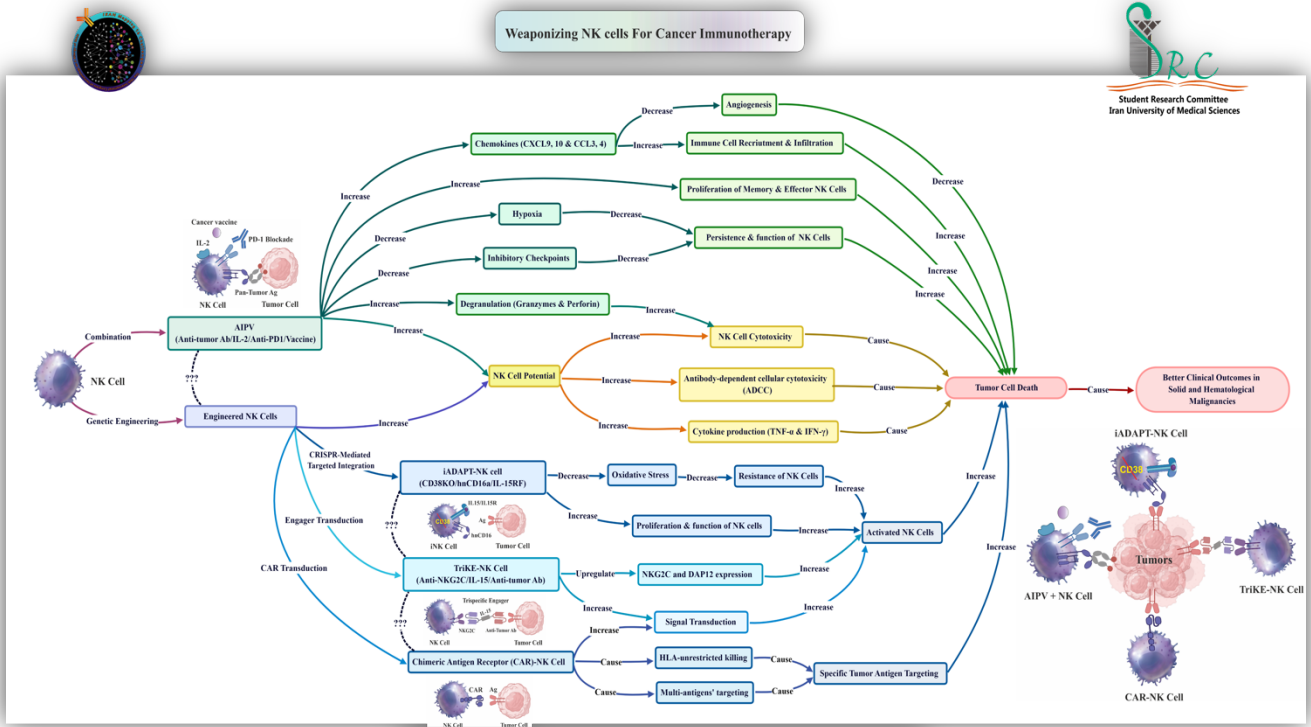 Weaponizing NK cells For Cancer Immunotherapy
SRC
Student Research Committee
Iran University of Medical Sciences
Angiogenesis
Decrease
Chemokines (CXCL9, 10 & CCL3, 4)
Increase
Immune Cell Recriutment & Infiltration
Decrease
Increase
Increase
Proliferation of Memory & Effector NK Cells
Increase
Cancer vaccine
IL-2
PD-1 Blockade
Pan-Tumor Ag
NK Cell
Tumor Cell
Decrease
Hypoxia
Decrease
Persistence & function of NK Cells
Increase
Decrease
Inhibitory Checkpoints
Decrease
Increase
Increase
Degranulation (Granzymes & Perforin)
Increase
Combination
AIPV
(Anti-tumor Ab/IL-2/Anti-PD1/Vaccine)
Increase
Increase
NK Cell Cytotoxicity
Cause
NK Cell
???
NK Cell Potential
Increase
Antibody-dependent cellular cytotoxicity
(ADCC)
Cause
Tumor Cell Death
Cause
Better Clinical Outcomes in
Solid and Hematological
Malignancies
Genetic Engineering
Engineered NK Cells
Increase
Increase
Cytokine production (TNF-α & IFN-γ)
Cause
CRISPR-Mediated
Targeted Integration
iADAPT-NK cell
(CD38KO/hnCD16a/IL-15RF)
Decrease
Oxidative Stress
Decrease
Resistance of NK Cells
Increase
Increase
Increase
Proliferation & function of NK cells
Increase
Activated NK Cells
???
IL15/IL15R
CD38
Ag
hnCD16
iNK Cell
Tumor Cell
Engager Transduction
TriKE-NK Cell
(Anti-NKG2C/IL-15/Anti-tumor Ab)
Upregulate
NKG2C and DAP12 expression
Increase
Increase
Signal Transduction
Increase
Increase
CAR Transduction
???
Trispecific Engager
IL-15
NKG2C
Anti-Tumor Ab
NK Cell
Tumor Cell
Increase
Chimeric Antigen Receptor (CAR)-NK Cell
Cause
HLA-unrestricted killing
Cause
Specific Tumor Antigen Targeting
Cause
Multi-antigens' targeting
Cause
CAR
Ag
NK Cell
Tumor Cell
iADAPT-NK Cell
CD38
Tumors
AIPV + NK Cell
TriKE-NK Cell
CAR-NK Cell